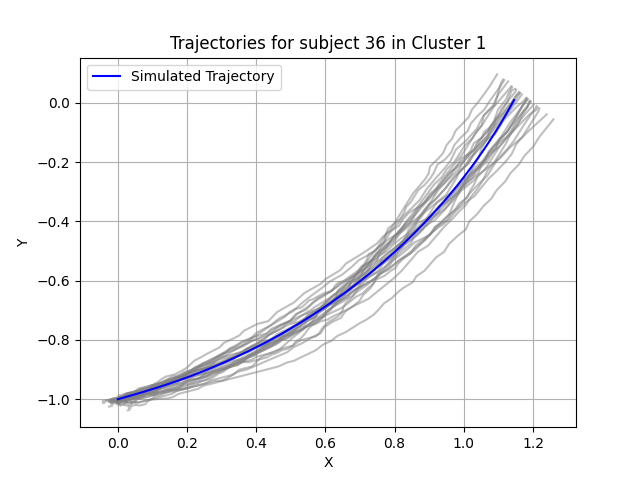 Trajectories for subject 36 in Cluster 1
Simulated Trajectory
Y
0.0
−0.2
−0.4
−0.6
−0.8
−1.0
0.0 0.2 0.4 0.6 0.8 1.0 1.2
X